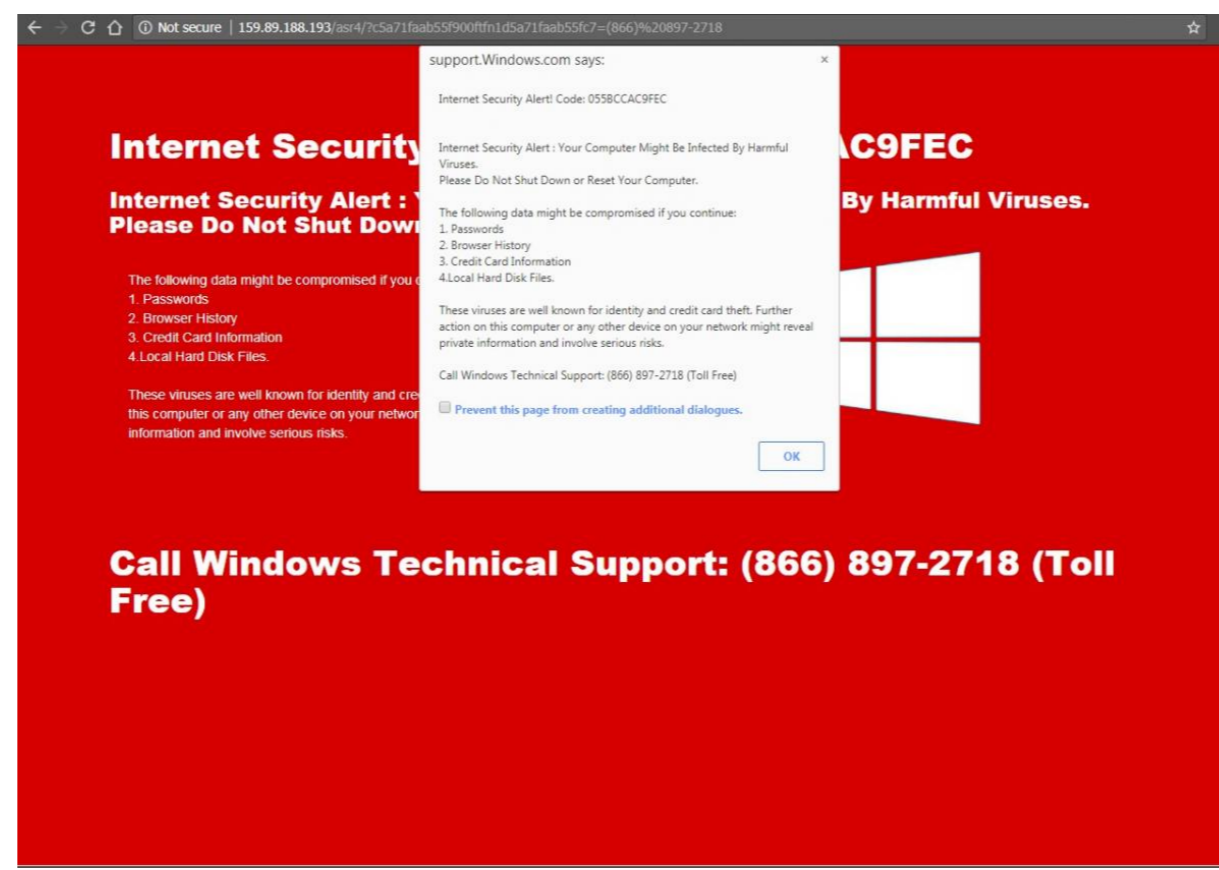 Not secure | 159.89.188.193/asr4/?c5a71faab55f900ftfn1d5a71faab55fc7=(866)%20897-2718
support.Windows.com says:
×
Internet Security Alert! Code: 055BCCAC9FEC
Internet Security Alert : Your Computer Might Be Infected By Harmful
Viruses.
Please Do Not Shut Down or Reset Your Computer.
The following data might be compromised if you continue:
1. Passwords
2. Browser History
3. Credit Card Information
4.Local Hard Disk Files.
These viruses are well known for identity and credit card theft. Further
action on this computer or any other device on your network might reveal
private information and involve serious risks.
Call Windows Technical Support: (866) 897-2718 (Toll Free)
Prevent this page from creating additional dialogues.
OK
Internet Security AC9FEC
Internet Security Alert : By Harmful Viruses.
Please Do Not Shut Down
The following data might be compromised if you
1. Passwords
2. Browser History
3. Credit Card Information
4.Local Hard Disk Files.
These viruses are well known for identity and cre
this computer or any other device on your networ
information and involve serious risks.
Call Windows Technical Support: (866) 897-2718 (Toll
Free)